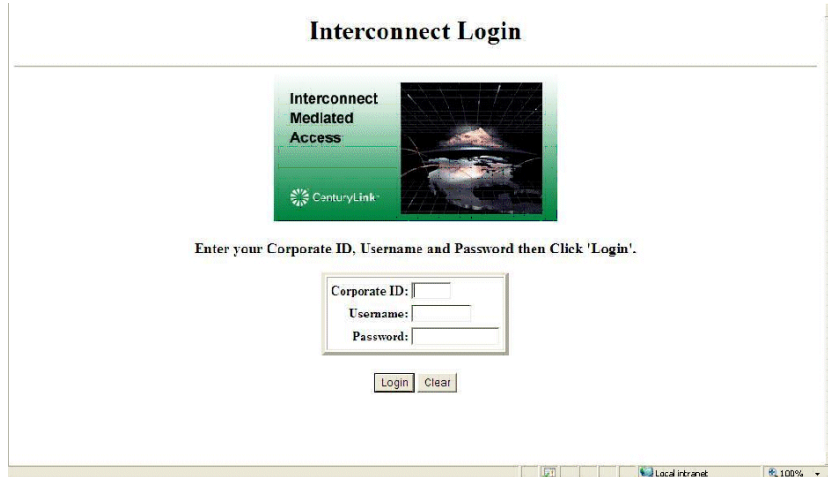 Interconnect Login
Interconnect
Mediated
Access
CenturyLink™
Enter your Corporate ID, Username and Password then Click 'Login'.
Corporate ID:
Username:
Password:
Login Clear
Local intranet 100%